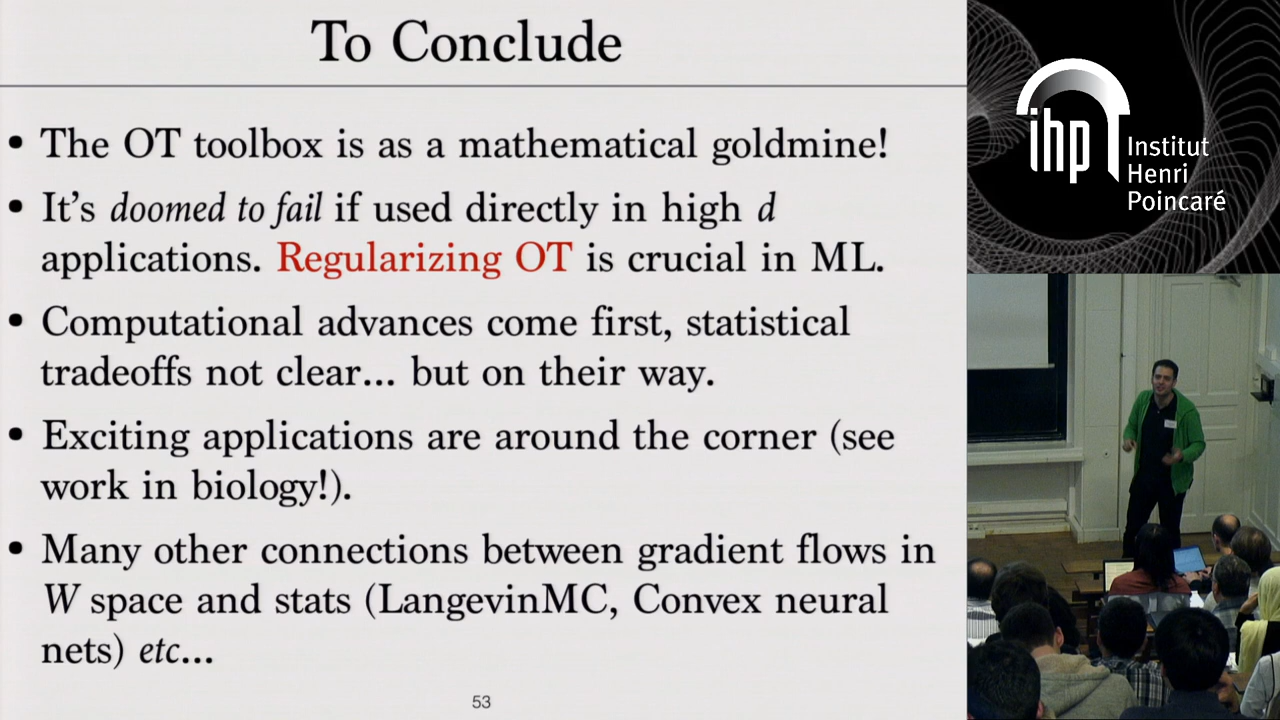 To Conclude
• The OT toolbox is as a mathematical goldmine!
• It's doomed to fail if used directly in high d
applications. Regularizing OT is crucial in ML.
• Computational advances come first, statistical
tradeoffs not clear... but on their way.
• Exciting applications are around the corner (see
work in biology!).
• Many other connections between gradient flows in
W space and stats (LangevinMC, Convex neural
nets) etc...
53
ihp
Institut
Henri
Poincaré